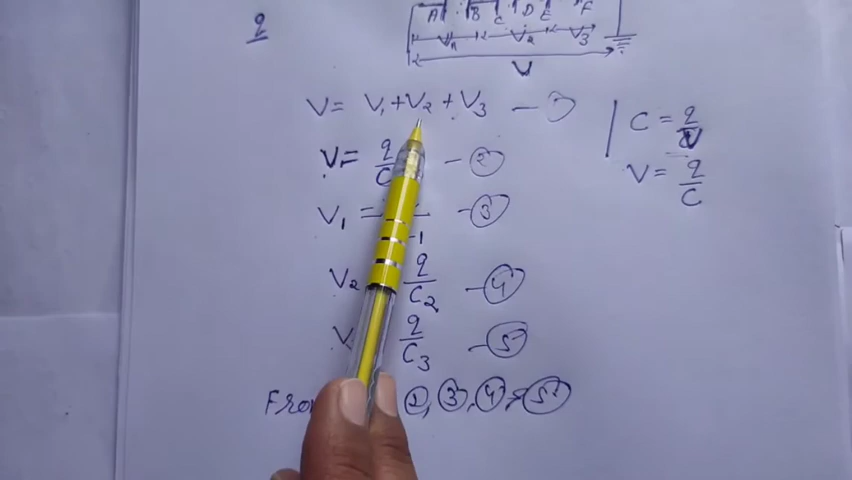 q
A B C D E F
V₁ V₂ V₃
V
V = V₁ + V₂ + V₃ — ①
V = q/C — ②
V₁ = — ③
V₂ q/C₂ — ④
V q/C₃ — ⑤
②, ③, ④, & ⑤
C = q/V
V = q/C